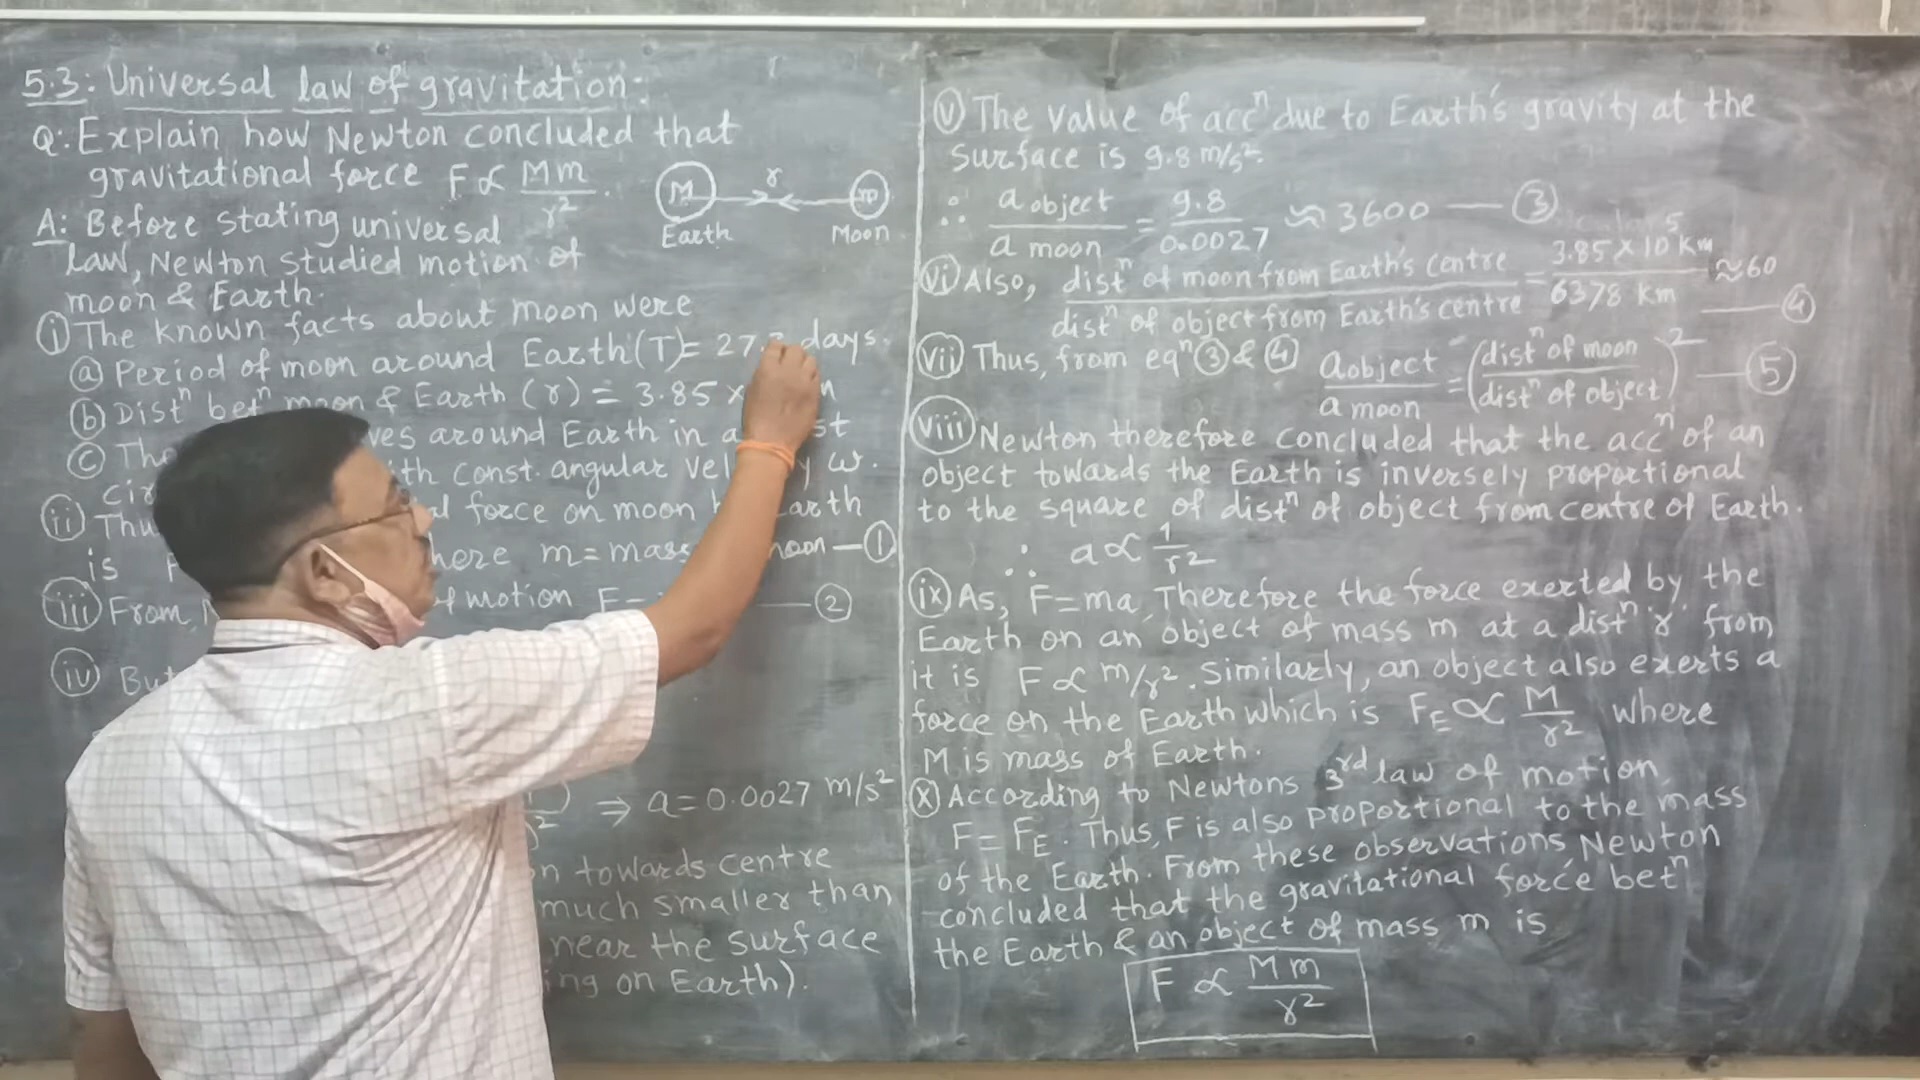 5.3: Universal law of gravitation:
Q: Explain how Newton concluded that
gravitational force F ∝ Mm/r².
M r m
Earth Moon
A: Before stating universal
law, Newton studied motion of
moon & Earth.
(i) The known facts about moon were
(a) Period of moon around Earth (T) = 27. days.
(b) Distⁿ betⁿ moon & Earth (r) = 3.85 ×
(c) around Earth in
const. angular ω.
(ii) force on moon
is where m = moon — (1)
(iii) From, of motion F — (2)
(iv) But
⇒ a = 0.0027 m/s²
towards centre
much smaller than
near the surface
on Earth).
(v) The value of accⁿ due to Earth's gravity at the
surface is 9.8 m/s².
∴ a object / a moon = 9.8 / 0.0027 ≈ 3600 — (3)
(vi) Also, distⁿ of moon from Earth's centre / distⁿ of object from Earth's centre = 3.85 × 10⁵ km / 6378 km ≈ 60 — (4)
(vii) Thus, from eqⁿ (3) & (4) a object / a moon = (distⁿ of moon / distⁿ of object)² — (5)
(viii) Newton therefore concluded that the accⁿ of an
object towards the Earth is inversely proportional
to the square of distⁿ of object from centre of Earth.
∴ a ∝ 1/r²
(ix) As, F = ma, Therefore the force exerted by the
Earth on an object of mass m at a distⁿ 'r' from
it is F ∝ m/r². Similarly, an object also exerts a
force on the Earth which is F_E ∝ M/r² where
M is mass of Earth.
(x) According to Newtons 3rd law of motion,
F = F_E. Thus, F is also proportional to the mass
of the Earth. From these observations, Newton
concluded that the gravitational force betⁿ
the Earth & an object of mass m is
F ∝ Mm/r²